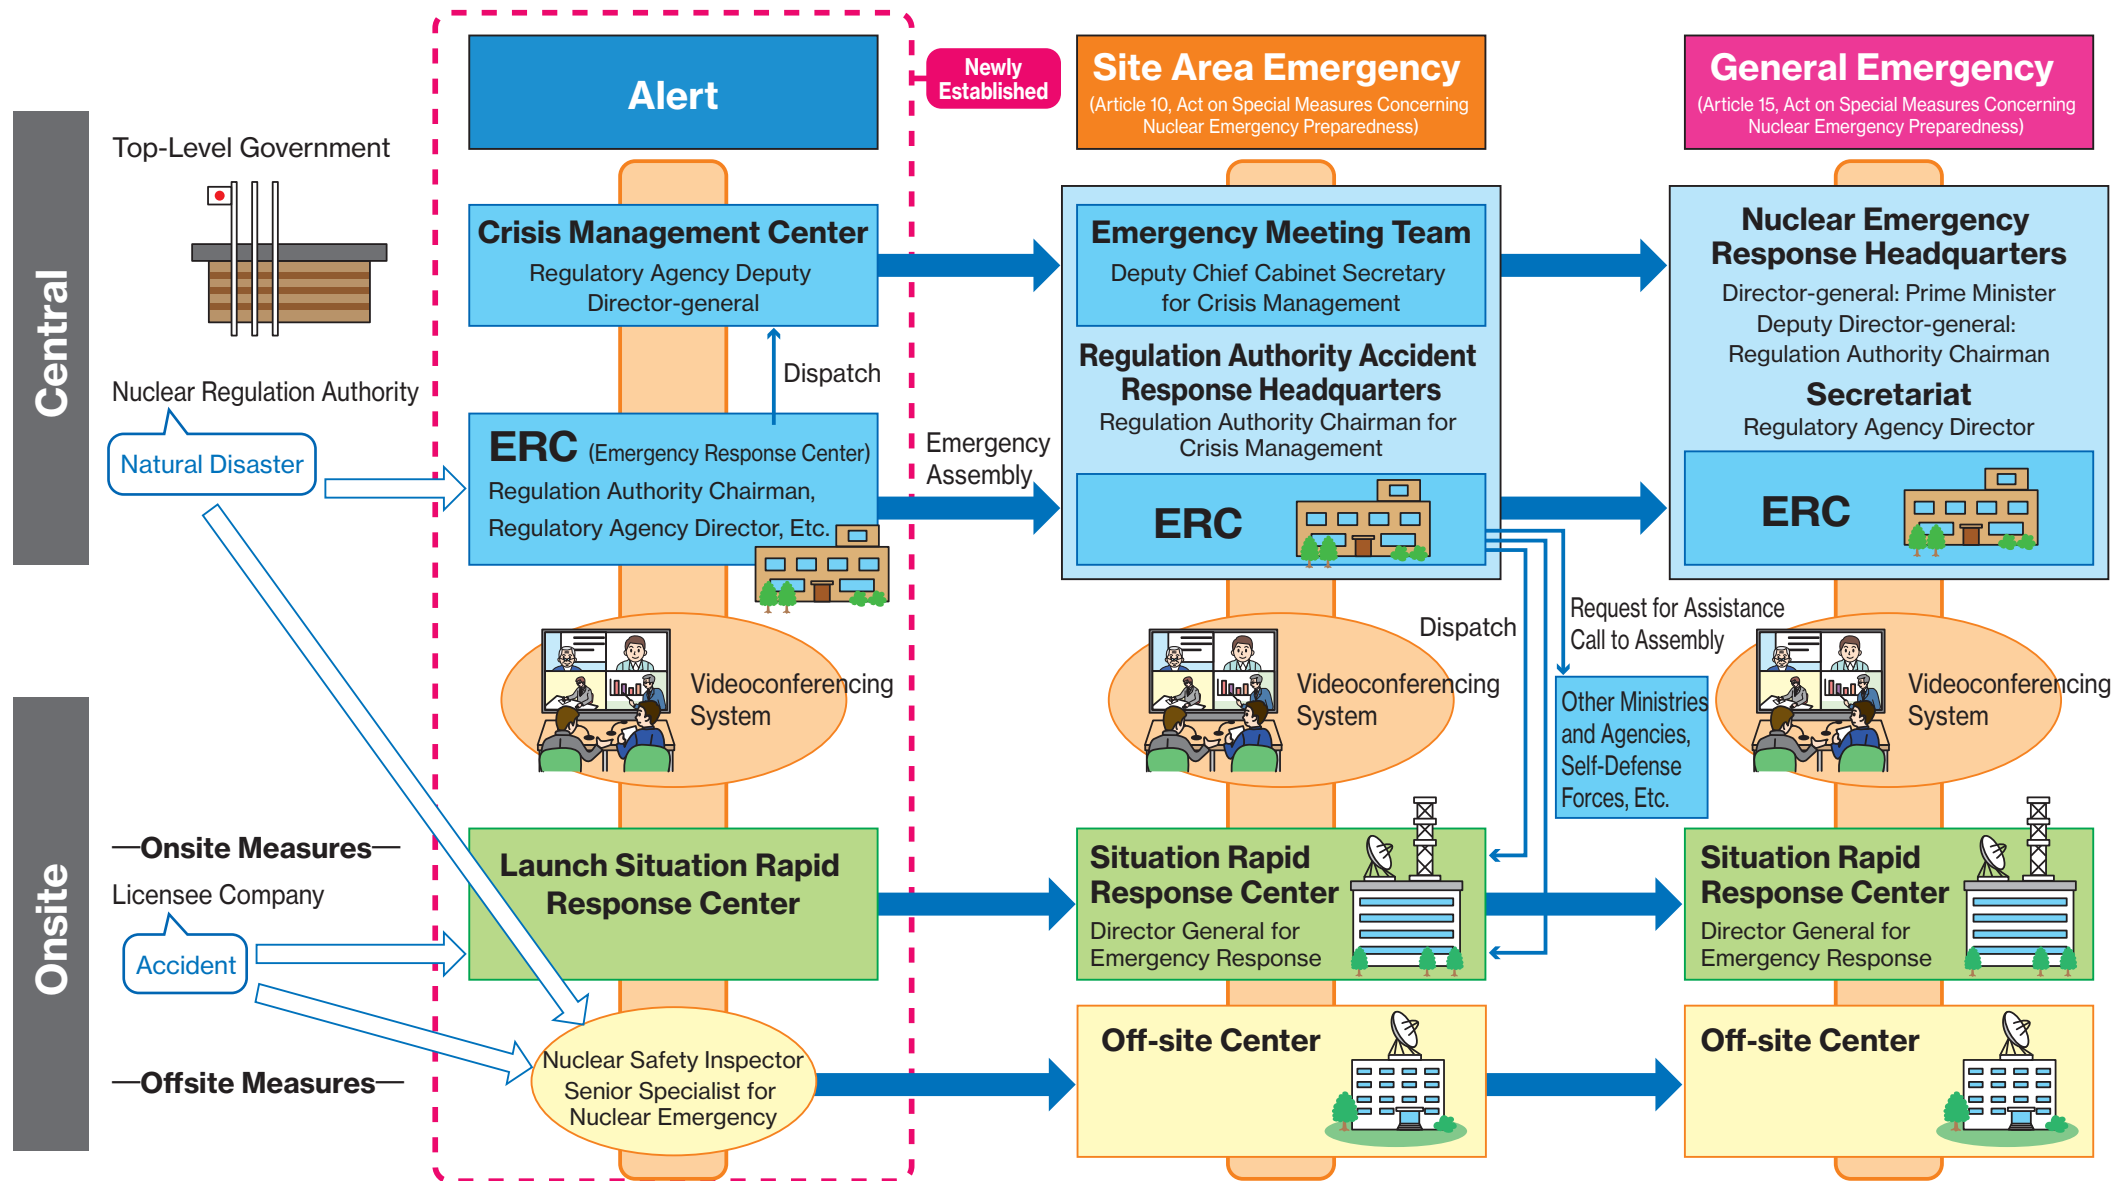 Alert
Newly
Established
Site Area Emergency
(Article 10, Act on Special Measures Concerning
Nuclear Emergency Preparedness)
General Emergency
(Article 15, Act on Special Measures Concerning
Nuclear Emergency Preparedness)
Central
Top-Level Government
Nuclear Regulation Authority
Natural Disaster
Crisis Management Center
Regulatory Agency Deputy
Director-general
Dispatch
ERC (Emergency Response Center)
Regulation Authority Chairman,
Regulatory Agency Director, Etc.
Emergency
Assembly
Emergency Meeting Team
Deputy Chief Cabinet Secretary
for Crisis Management
Regulation Authority Accident
Response Headquarters
Regulation Authority Chairman for
Crisis Management
ERC
Nuclear Emergency
Response Headquarters
Director-general: Prime Minister
Deputy Director-general:
Regulation Authority Chairman
Secretariat
Regulatory Agency Director
ERC
Videoconferencing
System
Videoconferencing
System
Dispatch
Request for Assistance
Call to Assembly
Other Ministries
and Agencies,
Self-Defense
Forces, Etc.
Videoconferencing
System
Onsite
Onsite Measures
Licensee Company
Accident
Offsite Measures
Launch Situation Rapid
Response Center
Situation Rapid
Response Center
Director General for
Emergency Response
Situation Rapid
Response Center
Director General for
Emergency Response
Nuclear Safety Inspector
Senior Specialist for
Nuclear Emergency
Off-site Center
Off-site Center